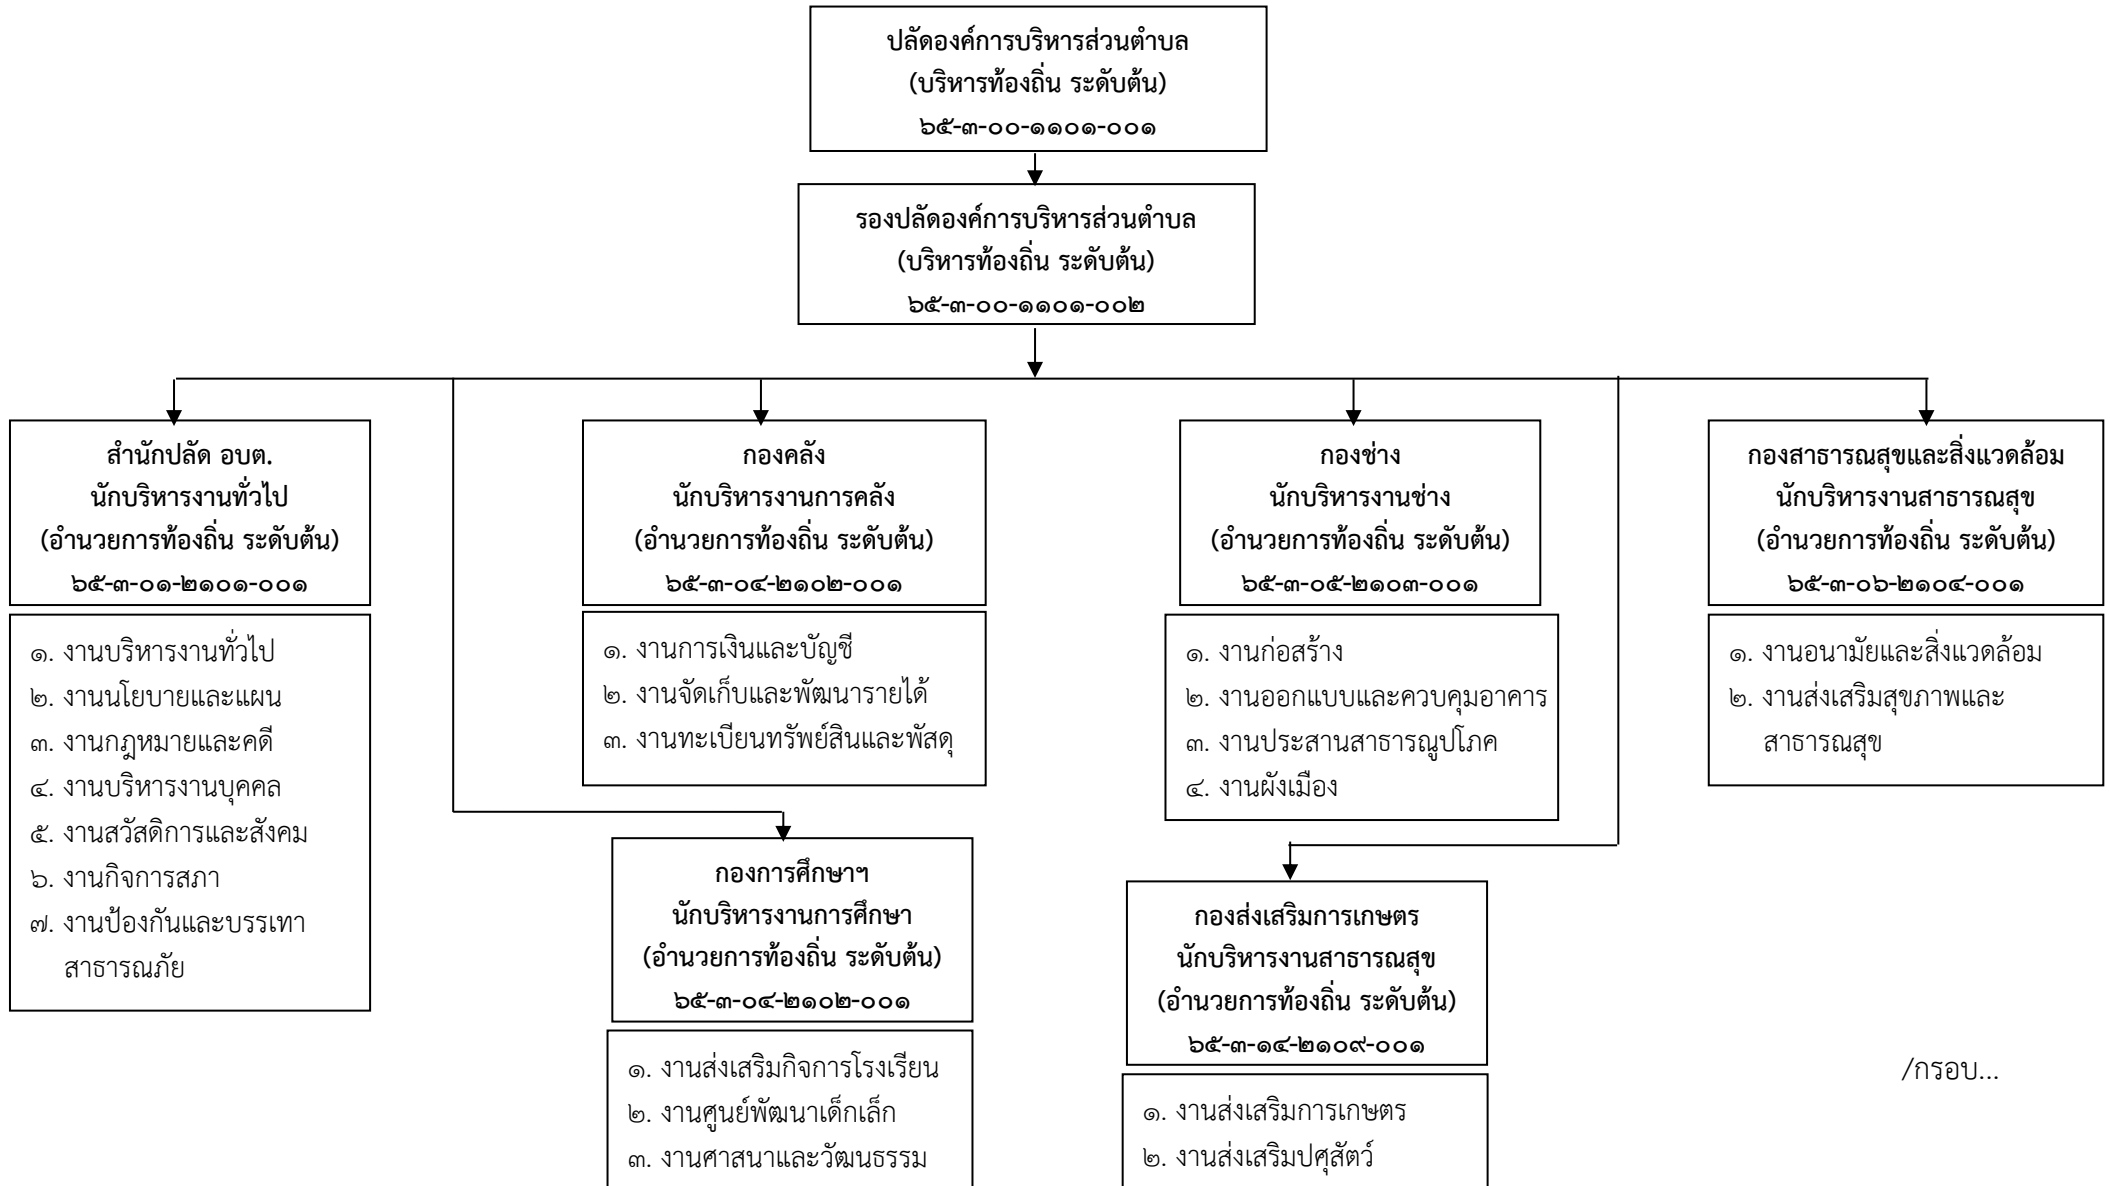 ปลัดองค์การบริหารส่วนตำบล
(บริหารท้องถิ่น ระดับต้น)
๖๕-๓-๐๐-๑๑๐๑-๐๐๑
รองปลัดองค์การบริหารส่วนตำบล
(บริหารท้องถิ่น ระดับต้น)
๖๕-๓-๐๐-๑๑๐๑-๐๐๒
สำนักปลัด อบต.
นักบริหารงานทั่วไป
(อำนวยการท้องถิ่น ระดับต้น)
๖๕-๓-๐๑-๒๑๐๑-๐๐๑
๑. งานบริหารงานทั่วไป
๒. งานนโยบายและแผน
๓. งานกฎหมายและคดี
๔. งานบริหารงานบุคคล
๕. งานสวัสดิการและสังคม
๖. งานกิจการสภา
๗. งานป้องกันและบรรเทา
สาธารณภัย
กองคลัง
นักบริหารงานการคลัง
(อำนวยการท้องถิ่น ระดับต้น)
๖๕-๓-๐๔-๒๑๐๒-๐๐๑
๑. งานการเงินและบัญชี
๒. งานจัดเก็บและพัฒนารายได้
๓. งานทะเบียนทรัพย์สินและพัสดุ
กองช่าง
นักบริหารงานช่าง
(อำนวยการท้องถิ่น ระดับต้น)
๖๕-๓-๐๕-๒๑๐๓-๐๐๑
๑. งานก่อสร้าง
๒. งานออกแบบและควบคุมอาคาร
๓. งานประสานสาธารณูปโภค
๔. งานผังเมือง
กองสาธารณสุขและสิ่งแวดล้อม
นักบริหารงานสาธารณสุข
(อำนวยการท้องถิ่น ระดับต้น)
๖๕-๓-๐๖-๒๑๐๔-๐๐๑
๑. งานอนามัยและสิ่งแวดล้อม
๒. งานส่งเสริมสุขภาพและ
สาธารณสุข
กองการศึกษาฯ
นักบริหารงานการศึกษา
(อำนวยการท้องถิ่น ระดับต้น)
๖๕-๓-๐๔-๒๑๐๒-๐๐๑
๑. งานส่งเสริมกิจการโรงเรียน
๒. งานศูนย์พัฒนาเด็กเล็ก
๓. งานศาสนาและวัฒนธรรม
กองส่งเสริมการเกษตร
นักบริหารงานสาธารณสุข
(อำนวยการท้องถิ่น ระดับต้น)
๖๕-๓-๑๔-๒๑๐๙-๐๐๑
๑. งานส่งเสริมการเกษตร
๒. งานส่งเสริมปศุสัตว์
/กรอบ...